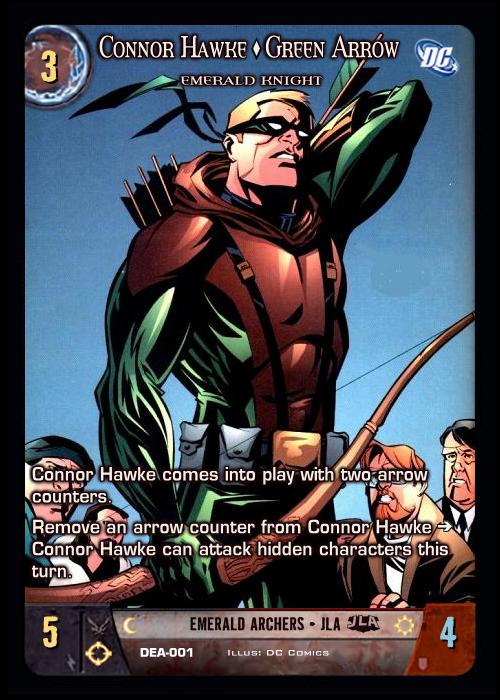 3
CONNOR HAWKE ♦ GREEN ARROW
DC
EMERALD KNIGHT
Connor Hawke comes into play with two arrow
counters.
Remove an arrow counter from Connor Hawke →
Connor Hawke can attack hidden characters this
turn.
5
EMERALD ARCHERS • JLA JLA
4
DEA-001 ILLUS: DC COMICS